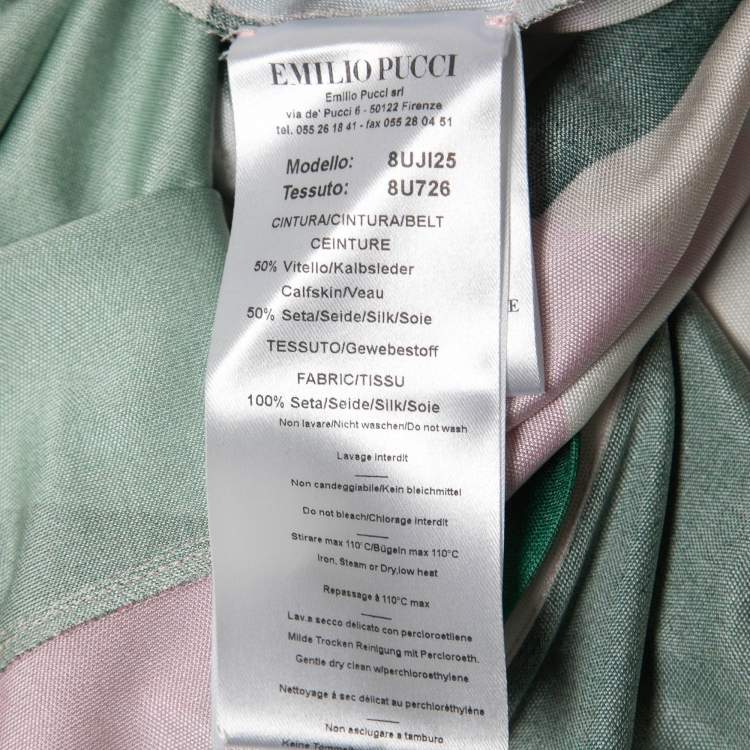 EMILIO PUCCI
Emilio Pucci srl
via de' Pucci 6 - 50122 Firenze
tel. 055 26 18 41 - fax 055 28 04 51
Modello: 8UJI25
Tessuto: 8U726
CINTURA/CINTURA/BELT
CEINTURE
50% Vitello/Kalbsleder
Calfskin/Veau
50% Seta/Seide/Silk/Soie
E
TESSUTO/Gewebestoff
FABRIC/TISSU
100% Seta/Seide/Silk/Soie
Non lavare/Nicht waschen/Do not wash
Lavage interdit
Non candeggiabile/Kein bleichmittel
Do not bleach/Chlorage interdit
Stirare max 110°C/Bügeln max 110°C
Iron, Steam or Dry,low heat
Repassage à 110°C max
Lava secco delicato con percloroetilene
Milde Trocken Reinigung mit Percloroeth.
Gentle dry clean w/perchloroethylene
Nettoyage à sec délicat au perchloréthylène
Non asciugare a tamburo